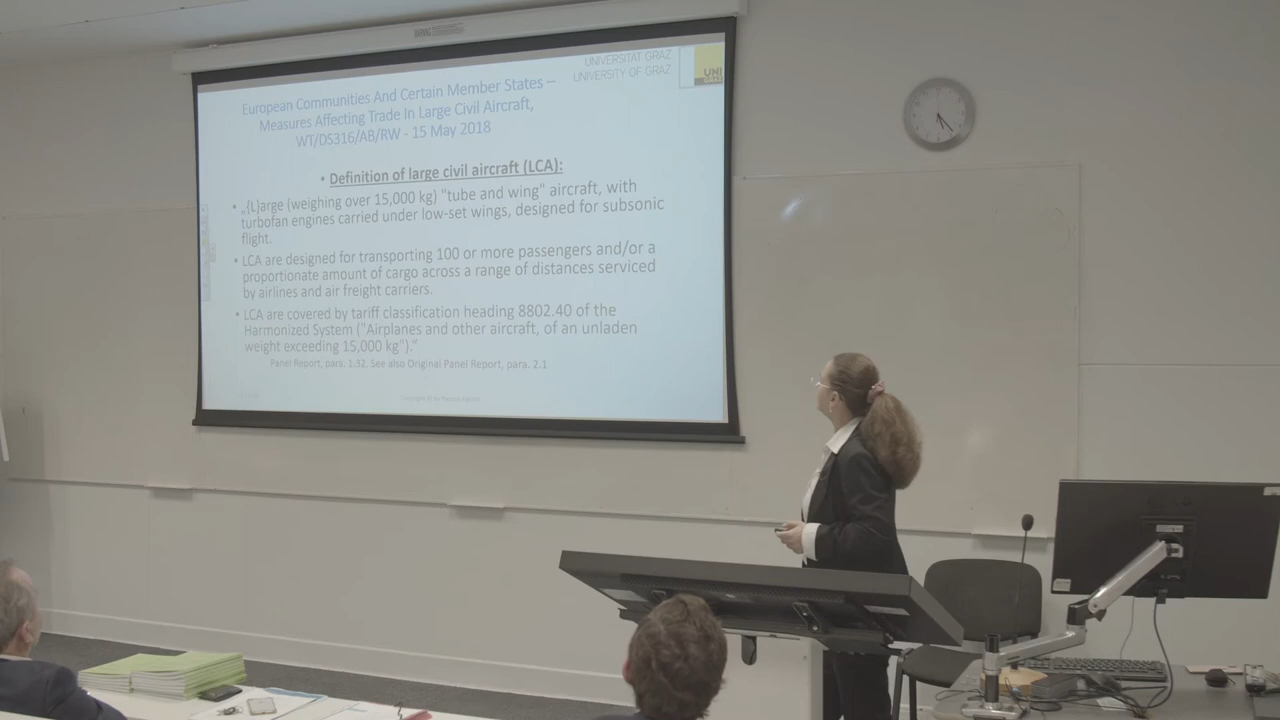 UNIVERSITÄT GRAZ
UNIVERSITY OF GRAZ
UNI
GRAZ
European Communities And Certain Member States –
Measures Affecting Trade In Large Civil Aircraft,
WT/DS316/AB/RW - 15 May 2018
• Definition of large civil aircraft (LCA):
• „{L}arge (weighing over 15,000 kg) "tube and wing" aircraft, with
turbofan engines carried under low-set wings, designed for subsonic
flight.
• LCA are designed for transporting 100 or more passengers and/or a
proportionate amount of cargo across a range of distances serviced
by airlines and air freight carriers.
• LCA are covered by tariff classification heading 8802.40 of the
Harmonized System ("Airplanes and other aircraft, of an unladen
weight exceeding 15,000 kg")."
Panel Report, para. 1.32. See also Original Panel Report, para. 2.1.